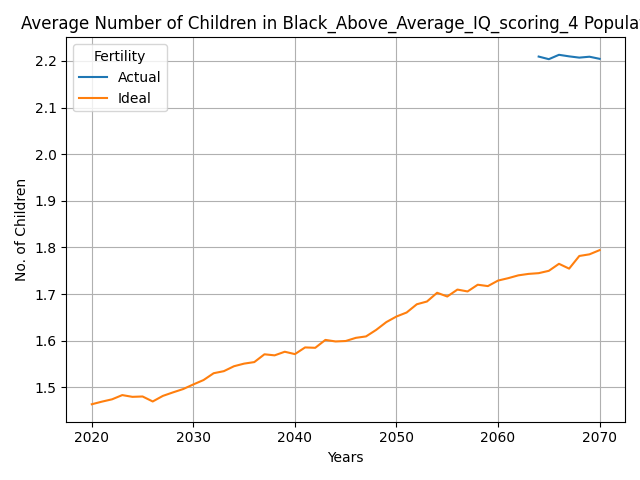 Average Number of Children in Black_Above_Average_IQ_scoring_4 Popula
Fertility
Actual
Ideal
No. of Children
2.2
2.1
2.0
1.9
1.8
1.7
1.6
1.5
2020 2030 2040 2050 2060 2070
Years